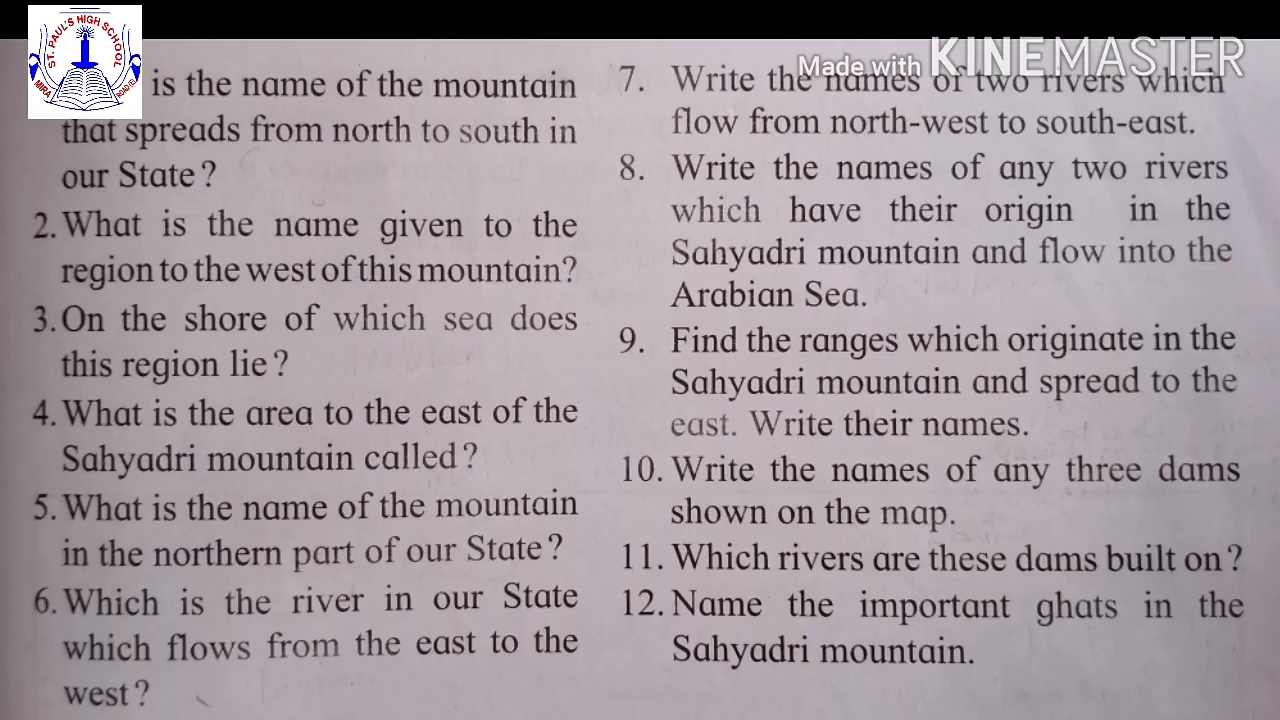 ST. PAUL'S HIGH SCHOOL
MIRA
Made with KINEMASTER
is the name of the mountain
that spreads from north to south in
our State?
2. What is the name given to the
region to the west of this mountain?
3. On the shore of which sea does
this region lie?
4. What is the area to the east of the
Sahyadri mountain called?
5. What is the name of the mountain
in the northern part of our State?
6. Which is the river in our State
which flows from the east to the
west?
7. Write the names of two rivers which
flow from north-west to south-east.
8. Write the names of any two rivers
which have their origin in the
Sahyadri mountain and flow into the
Arabian Sea.
9. Find the ranges which originate in the
Sahyadri mountain and spread to the
east. Write their names.
10. Write the names of any three dams
shown on the map.
11. Which rivers are these dams built on?
12. Name the important ghats in the
Sahyadri mountain.